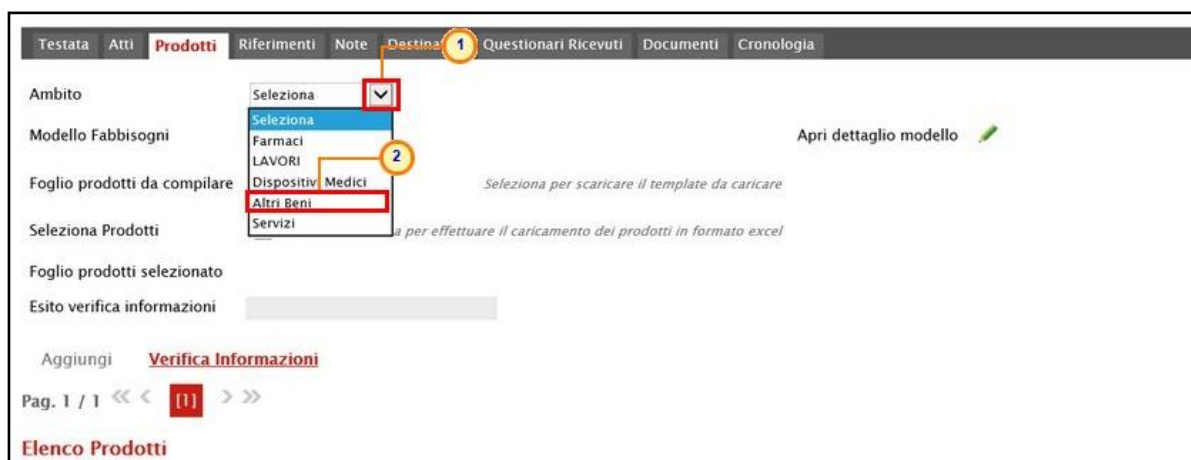 Testata Atti Prodotti Riferimenti Note Destinat 1 Questionari Ricevuti Documenti Cronologia
Ambito Seleziona
Seleziona
Modello Fabbisogni Farmaci Apri dettaglio modello
LAVORI 2
Foglio prodotti da compilare Dispositivi Medici Seleziona per scaricare il template da caricare
Altri Beni
Seleziona Prodotti Servizi a per effettuare il caricamento dei prodotti in formato excel
Foglio prodotti selezionato
Esito verifica informazioni
Aggiungi Verifica Informazioni
Pag. 1 / 1 << < [1] > >>
Elenco Prodotti